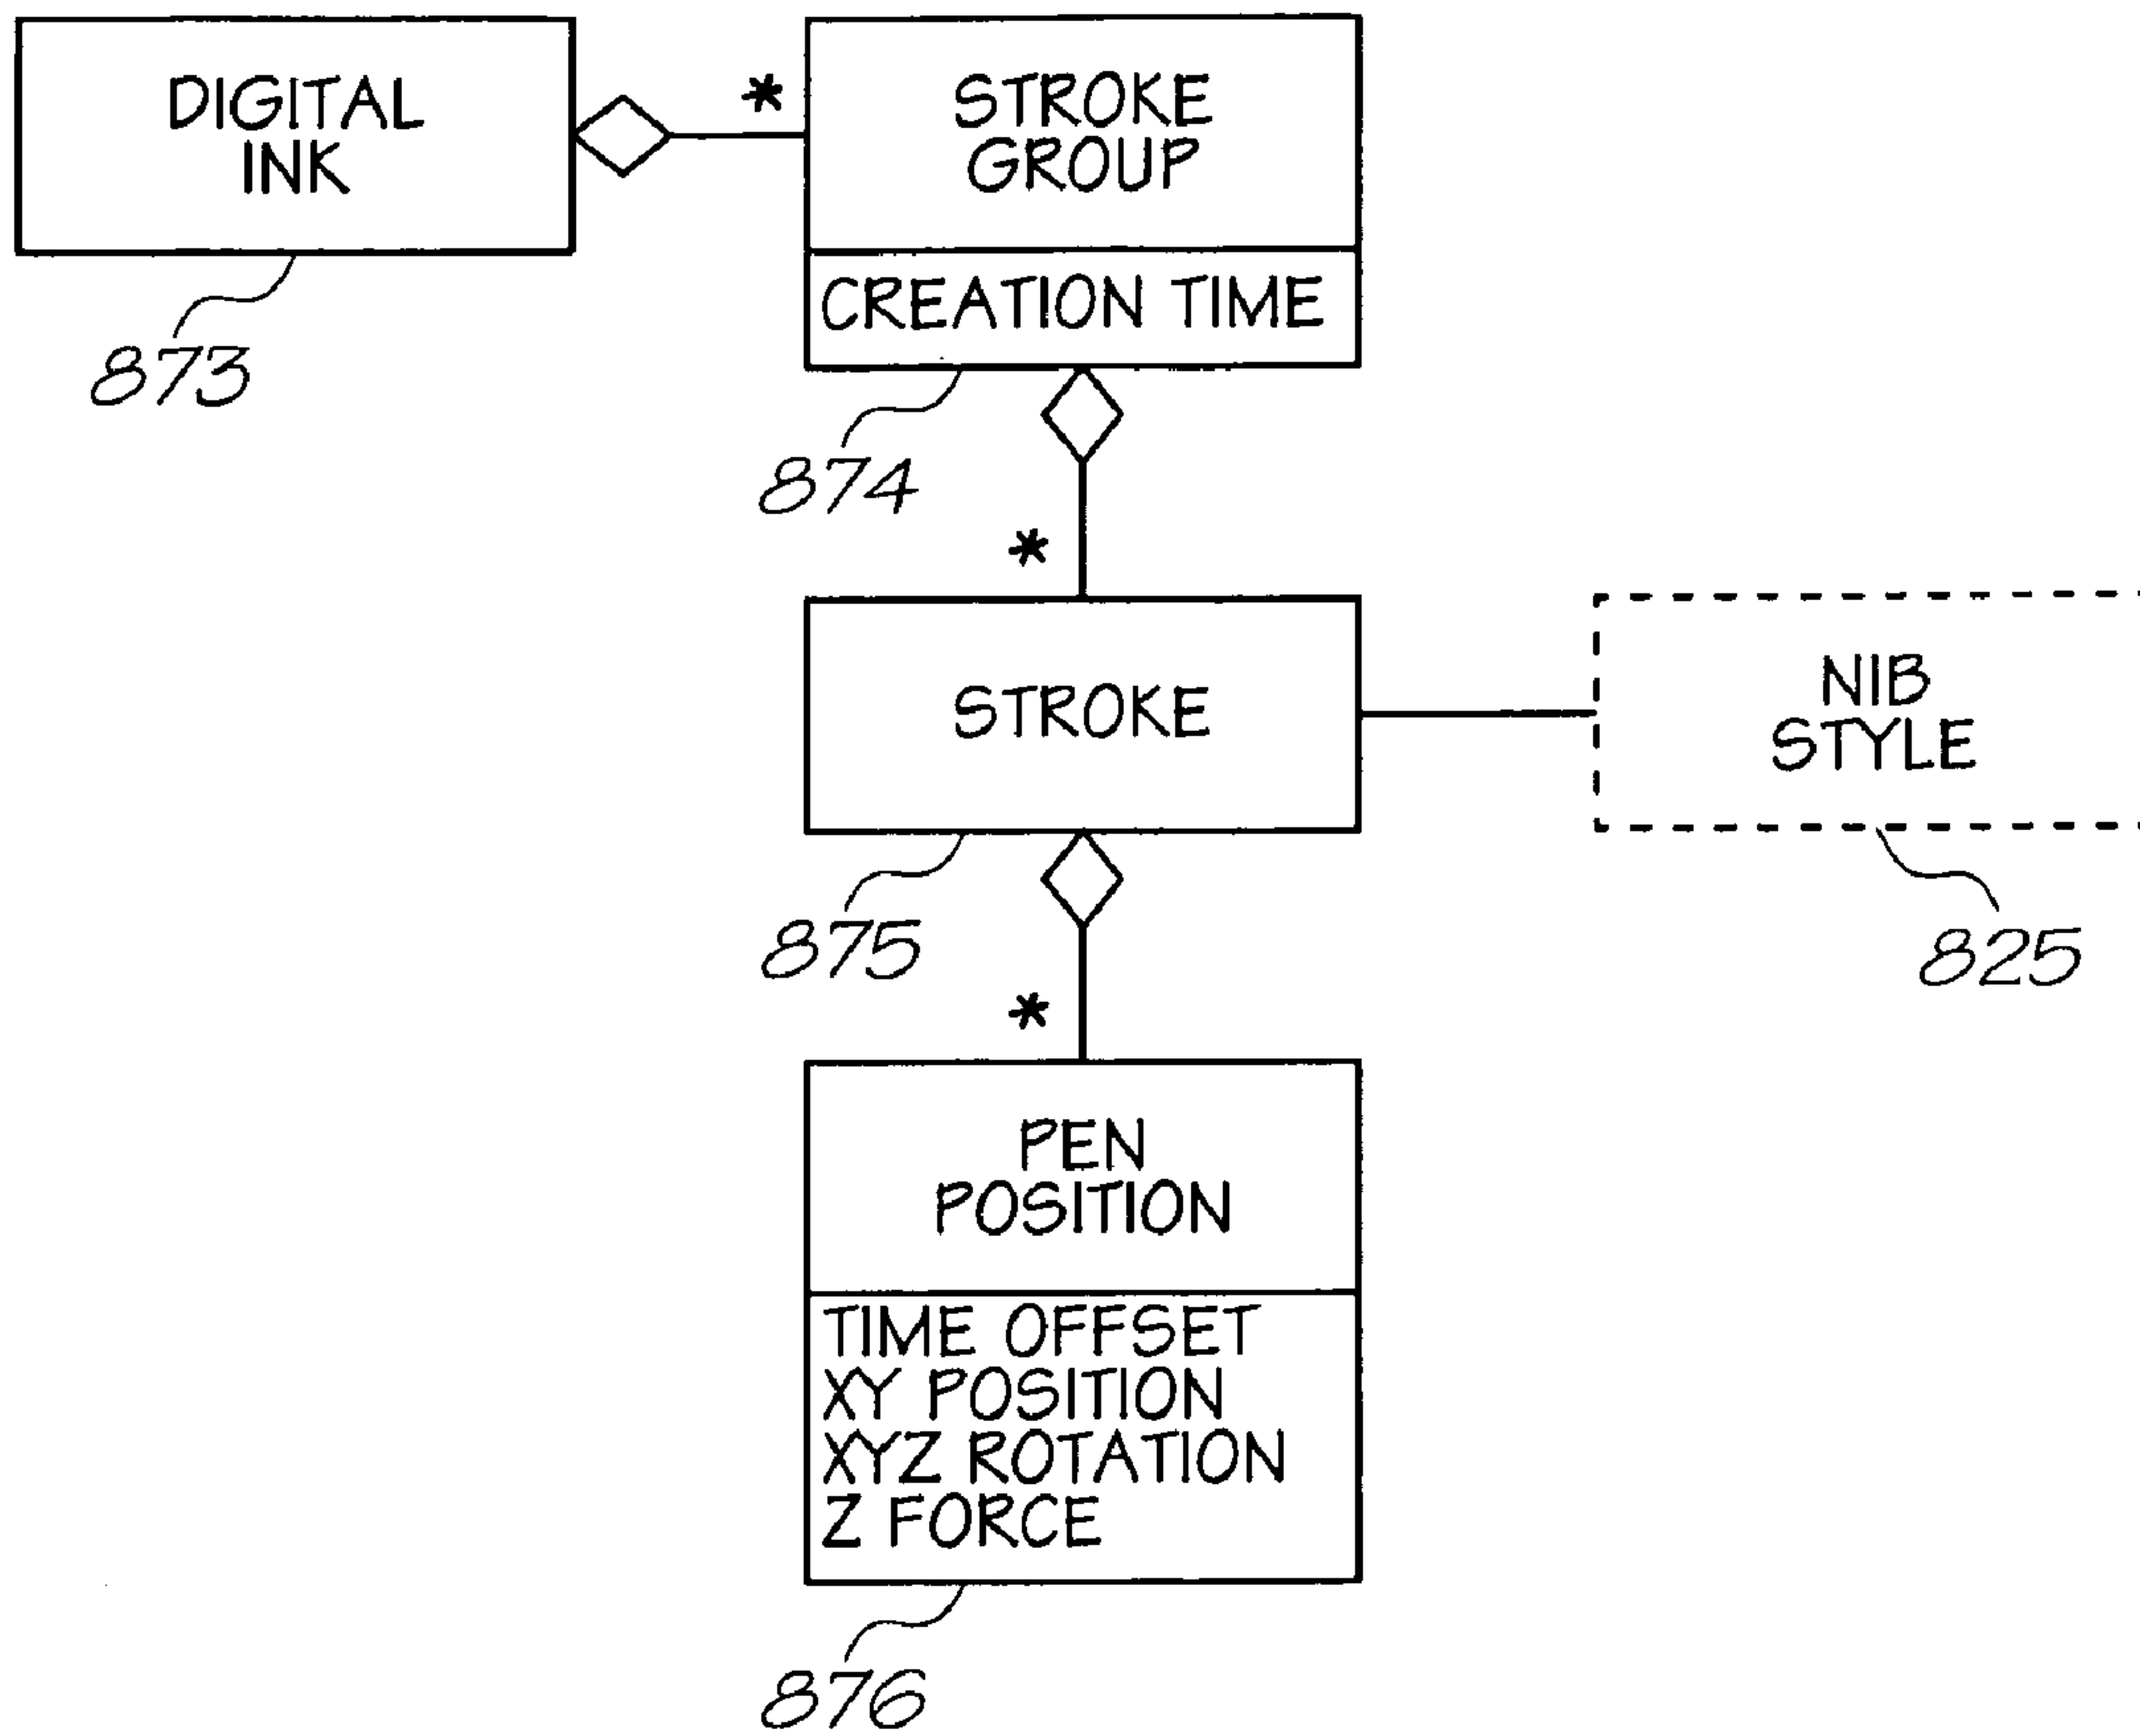 DIGITAL
INK
*
STROKE
GROUP
CREATION TIME
873
874
*
STROKE
NIB
STYLE
875
825
*
PEN
POSITION
TIME OFFSET
XY POSITION
XYZ ROTATION
Z FORCE
876